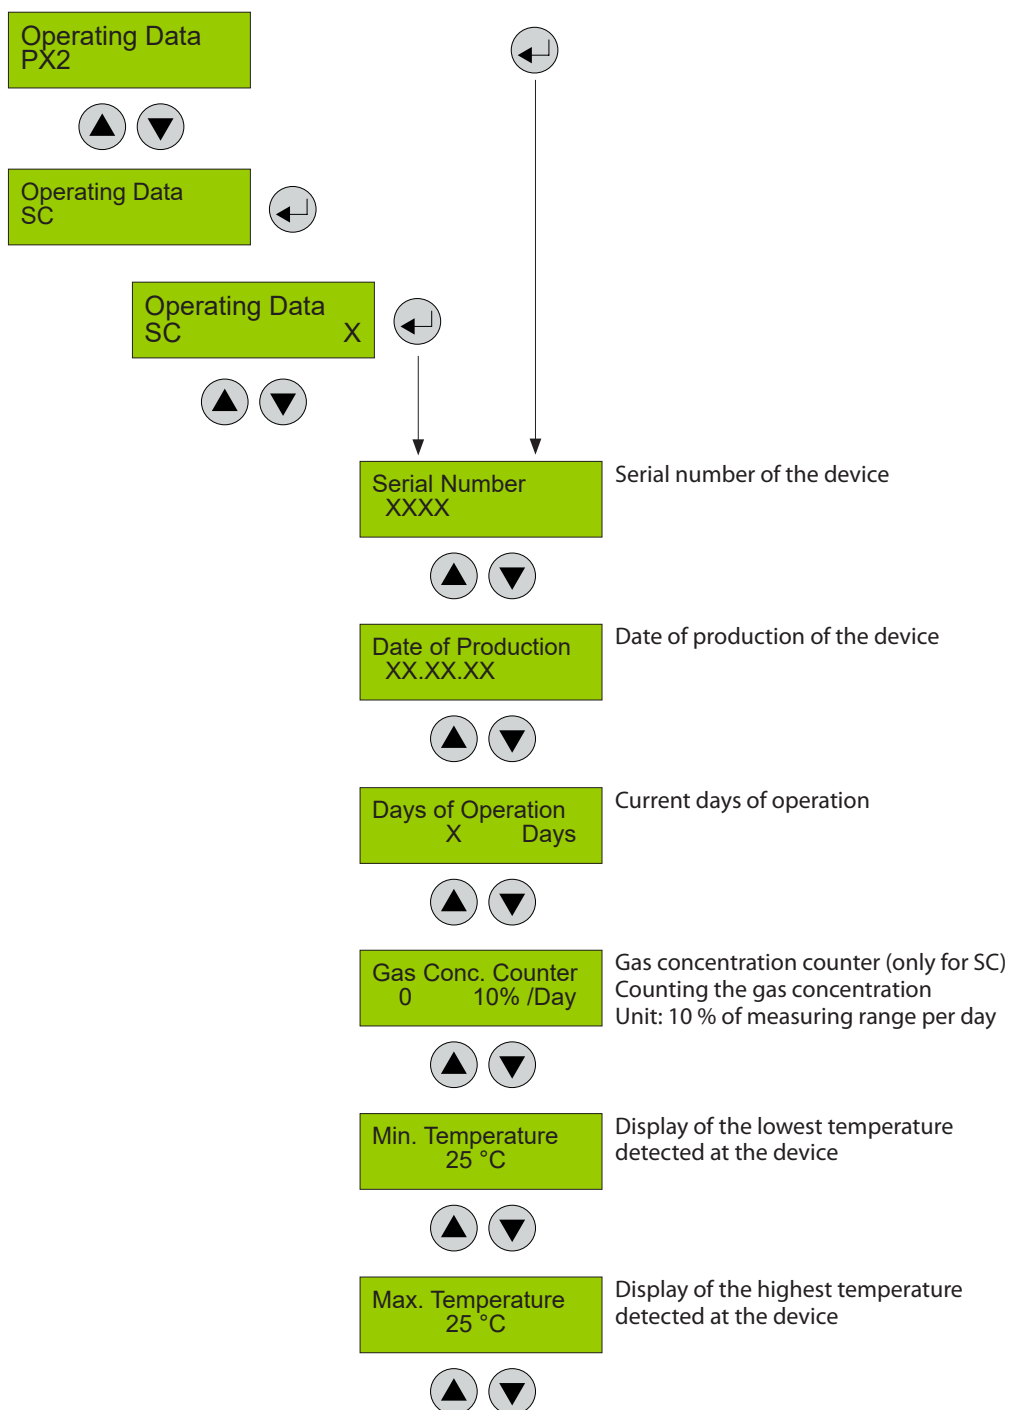 Operating Data
PX2
Operating Data
SC
Operating Data
SC X
Serial Number
XXXX
Serial number of the device
Date of Production
XX.XX.XX
Date of production of the device
Days of Operation
X Days
Current days of operation
Gas Conc. Counter
0 10% /Day
Gas concentration counter (only for SC)
Counting the gas concentration
Unit: 10 % of measuring range per day
Min. Temperature
25 °C
Display of the lowest temperature
detected at the device
Max. Temperature
25 °C
Display of the highest temperature
detected at the device